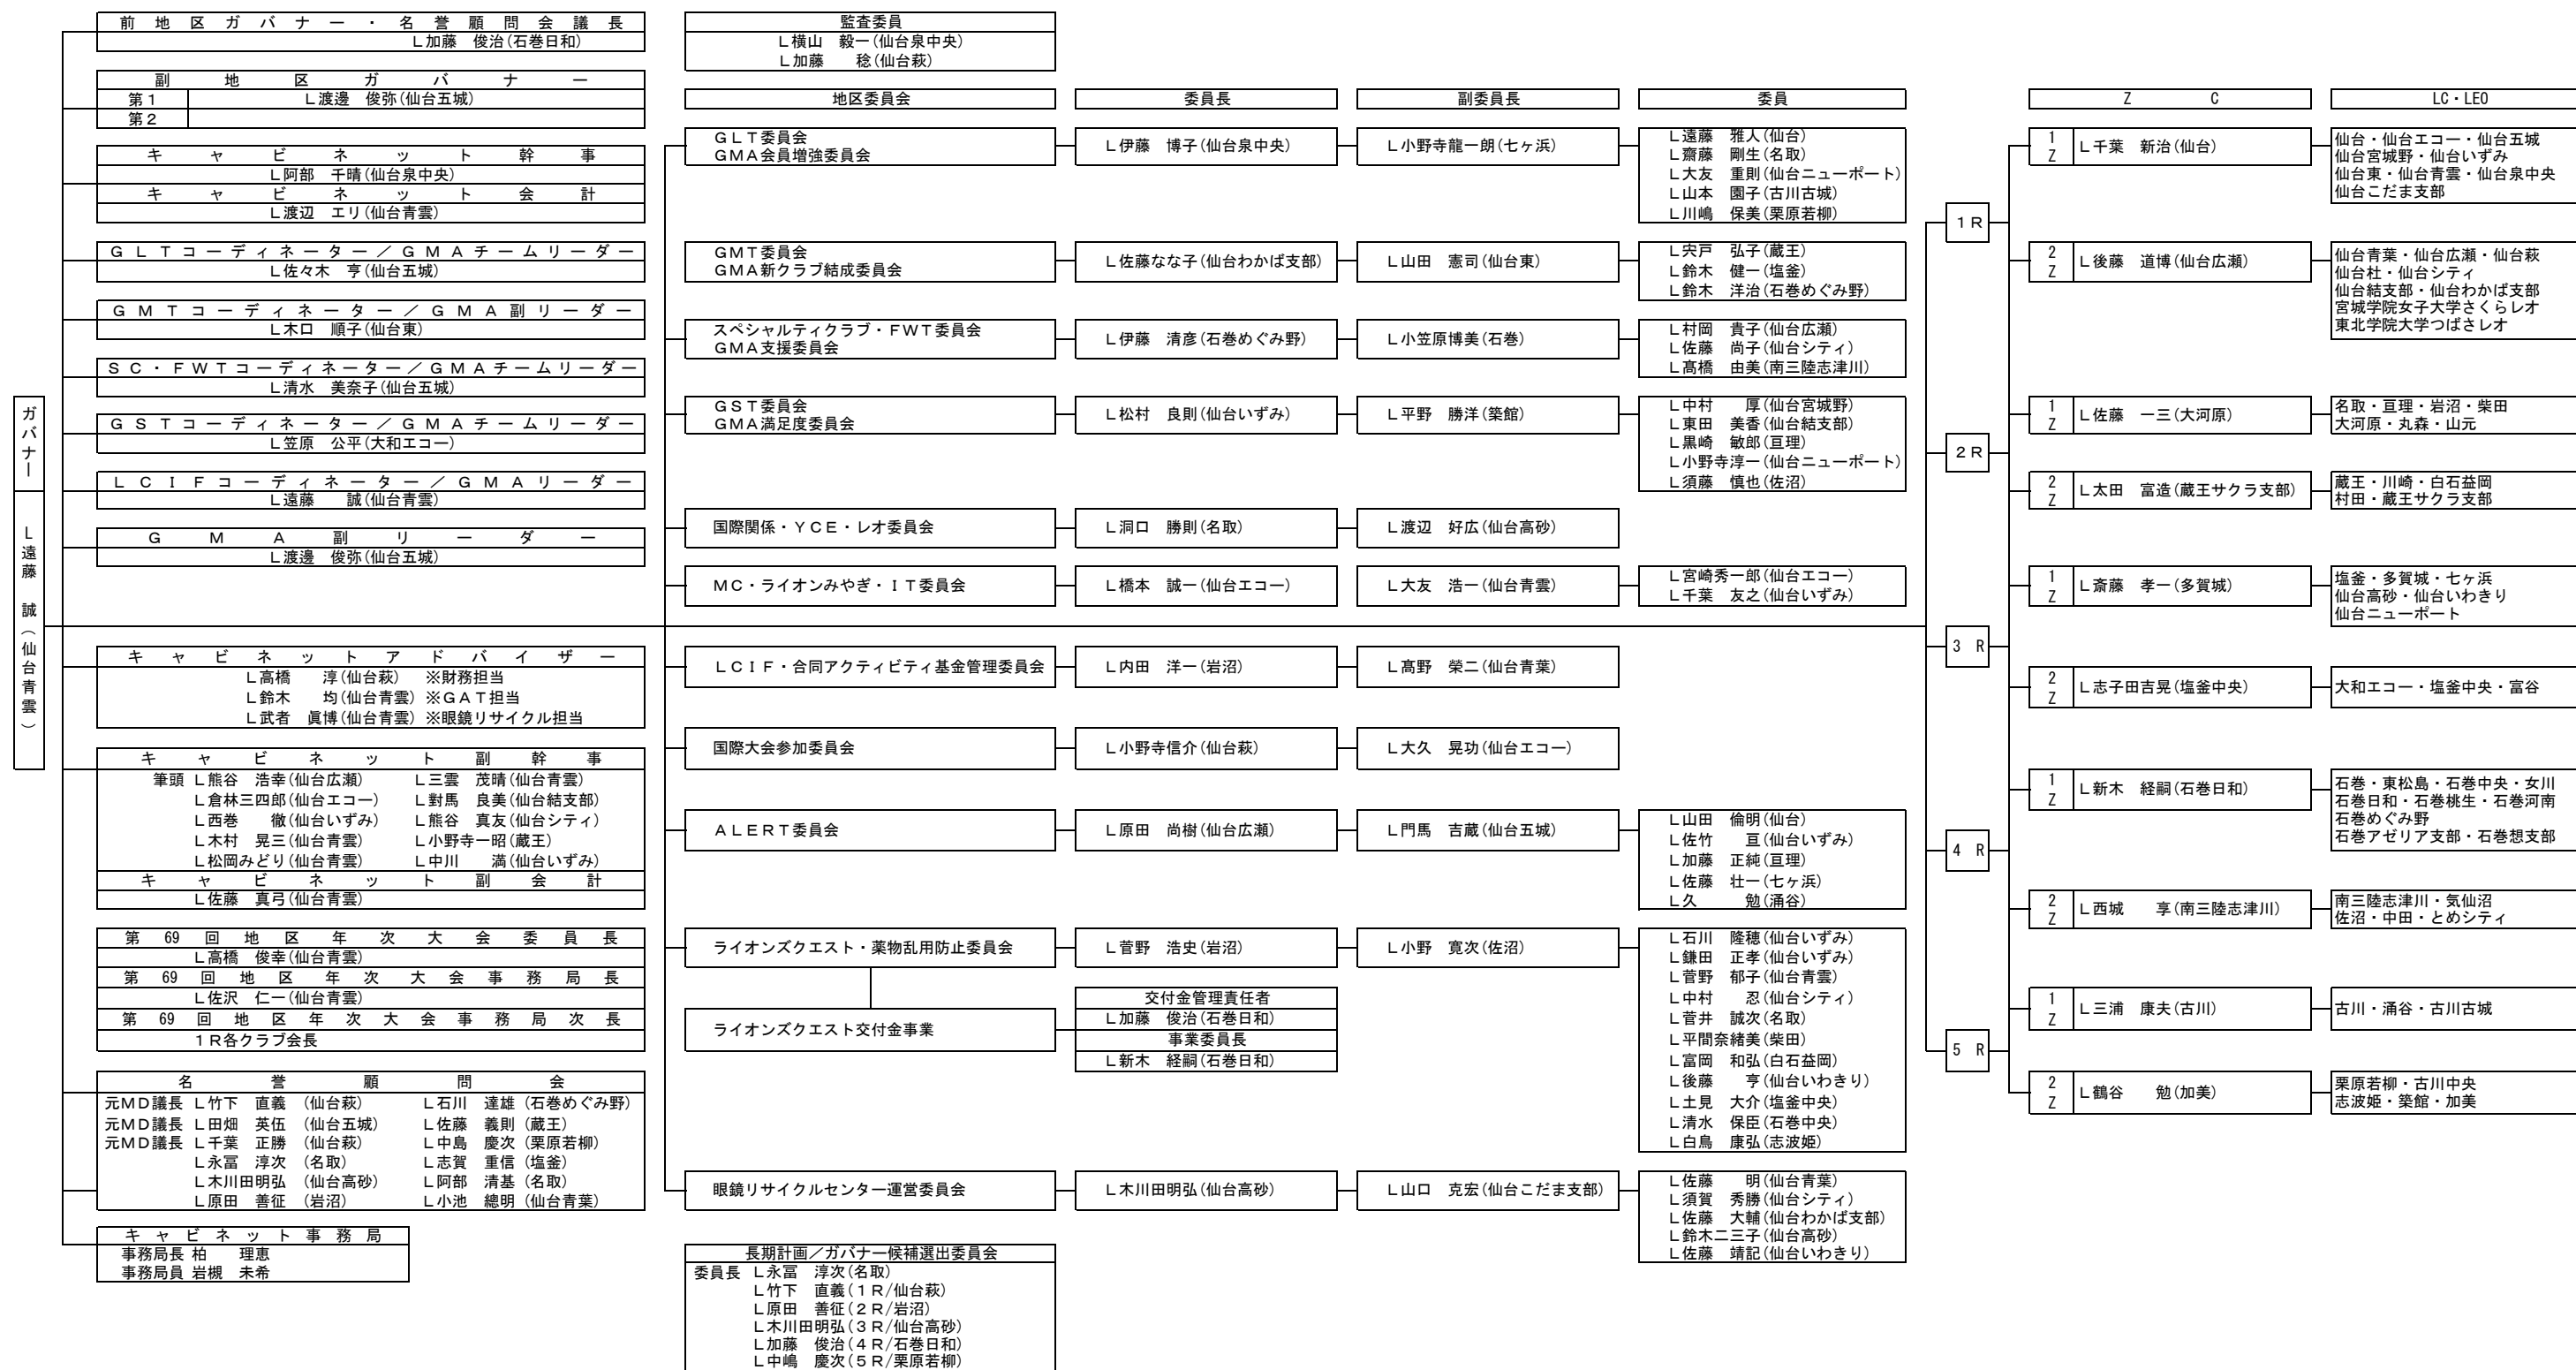 ガバナー
L遠藤 誠(仙台青雲)
前地区ガバナー・名誉顧問会議長
L加藤 俊治(石巻日和)
副地区ガバナー
第1 L渡邊 俊弥(仙台五城)
第2
キャビネット幹事
L阿部 千晴(仙台泉中央)
キャビネット会計
L渡辺 エリ(仙台青雲)
GLTコーディネーター/GMAチームリーダー
L佐々木 亨(仙台五城)
GMTコーディネーター/GMA副リーダー
L木口 順子(仙台東)
SC・FWTコーディネーター/GMAチームリーダー
L清水 美奈子(仙台五城)
GSTコーディネーター/GMAチームリーダー
L笠原 公平(大和エコー)
LCIFコーディネーター/GMAリーダー
L遠藤 誠(仙台青雲)
GMA副リーダー
L渡邊 俊弥(仙台五城)
キャビネットアドバイザー
L高橋 淳(仙台萩) ※財務担当
L鈴木 均(仙台青雲) ※GAT担当
L武者 眞博(仙台青雲) ※眼鏡リサイクル担当
キャビネット副幹事
筆頭 L熊谷 浩幸(仙台広瀬) L三雲 茂晴(仙台青雲)
L倉林三四郎(仙台エコー) L對馬 良美(仙台結支部)
L西巻 徹(仙台いずみ) L熊谷 真友(仙台シティ)
L木村 晃三(仙台青雲) L小野寺一昭(蔵王)
L松岡みどり(仙台青雲) L中川 満(仙台いずみ)
キャビネット副会計
L佐藤 真弓(仙台青雲)
第69回地区年次大会委員長
L高橋 俊幸(仙台青雲)
第69回地区年次大会事務局長
L佐沢 仁一(仙台青雲)
第69回地区年次大会事務局次長
1R各クラブ会長
名誉顧問会
元MD議長 L竹下 直義 (仙台萩) L石川 達雄(石巻めぐみ野)
元MD議長 L田畑 英伍 (仙台五城) L佐藤 義則(蔵王)
元MD議長 L千葉 正勝 (仙台萩) L中島 慶次(栗原若柳)
L永冨 淳次 (名取) L志賀 重信(塩釜)
L木川田明弘 (仙台高砂) L阿部 清基(名取)
L原田 善征 (岩沼) L小池 總明(仙台青葉)
キャビネット事務局
事務局長 柏 理恵
事務局員 岩槻 未希
監査委員
L横山 毅一(仙台泉中央)
L加藤 稔(仙台萩)
地区委員会 委員長 副委員長 委員
GLT委員会
GMA会員増強委員会
L伊藤 博子(仙台泉中央)
L小野寺龍一朗(七ヶ浜)
L遠藤 雅人(仙台)
L齋藤 剛生(名取)
L大友 重則(仙台ニューポート)
L山本 園子(古川古城)
L川嶋 保美(栗原若柳)
GMT委員会
GMA新クラブ結成委員会
L佐藤なな子(仙台わかば支部)
L山田 憲司(仙台東)
L宍戸 弘子(蔵王)
L鈴木 健一(塩釜)
L鈴木 洋治(石巻めぐみ野)
スペシャルティクラブ・FWT委員会
GMA支援委員会
L伊藤 清彦(石巻めぐみ野)
L小笠原博美(石巻)
L村岡 貴子(仙台広瀬)
L佐藤 尚子(仙台シティ)
L髙橋 由美(南三陸志津川)
GST委員会
GMA満足度委員会
L松村 良則(仙台いずみ)
L平野 勝洋(築館)
L中村 厚(仙台宮城野)
L東田 美香(仙台結支部)
L黒崎 敏郎(亘理)
L小野寺淳一(仙台ニューポート)
L須藤 慎也(佐沼)
国際関係・YCE・レオ委員会
L洞口 勝則(名取)
L渡辺 好広(仙台高砂)
MC・ライオンみやぎ・IT委員会
L橋本 誠一(仙台エコー)
L大友 浩一(仙台青雲)
L宮崎秀一郎(仙台エコー)
L千葉 友之(仙台いずみ)
LCIF・合同アクティビティ基金管理委員会
L内田 洋一(岩沼)
L髙野 榮二(仙台青葉)
国際大会参加委員会
L小野寺信介(仙台萩)
L大久 晃功(仙台エコー)
ALERT委員会
L原田 尚樹(仙台広瀬)
L門馬 吉蔵(仙台五城)
L山田 倫明(仙台)
L佐竹 亘(仙台いずみ)
L加藤 正純(亘理)
L佐藤 壮一(七ヶ浜)
L久 勉(涌谷)
ライオンズクエスト・薬物乱用防止委員会
L菅野 浩史(岩沼)
L小野 寛次(佐沼)
L石川 隆穂(仙台いずみ)
L鎌田 正孝(仙台いずみ)
L菅野 郁子(仙台青雲)
L中村 忍(仙台シティ)
L菅井 誠次(名取)
L平間奈緒美(柴田)
L富岡 和弘(白石益岡)
L後藤 亨(仙台いわきり)
L土見 大介(塩釜中央)
L清水 保臣(石巻中央)
L白鳥 康弘(志波姫)
ライオンズクエスト交付金事業
交付金管理責任者
L加藤 俊治(石巻日和)
事業委員長
L新木 経嗣(石巻日和)
眼鏡リサイクルセンター運営委員会
L木川田明弘(仙台高砂)
L山口 克宏(仙台こだま支部)
L佐藤 明(仙台青葉)
L須賀 秀勝(仙台シティ)
L佐藤 大輔(仙台わかば支部)
L鈴木二三子(仙台高砂)
L佐藤 靖記(仙台いわきり)
長期計画/ガバナー候補選出委員会
委員長 L永冨 淳次(名取)
L竹下 直義(1R/仙台萩)
L原田 善征(2R/岩沼)
L木川田明弘(3R/仙台高砂)
L加藤 俊治(4R/石巻日和)
L中嶋 慶次(5R/栗原若柳)
ZC LC・LEO
1R
1Z L千葉 新治(仙台)
仙台・仙台エコー・仙台五城
仙台宮城野・仙台いずみ
仙台東・仙台青雲・仙台泉中央
仙台こだま支部
2Z L後藤 道博(仙台広瀬)
仙台青葉・仙台広瀬・仙台萩
仙台杜・仙台シティ
仙台結支部・仙台わかば支部
宮城学院女子大学さくらレオ
東北学院大学つばさレオ
2R
1Z L佐藤 一三(大河原)
名取・亘理・岩沼・柴田
大河原・丸森・山元
2Z L太田 富造(蔵王サクラ支部)
蔵王・川崎・白石益岡
村田・蔵王サクラ支部
3R
1Z L斎藤 孝一(多賀城)
塩釜・多賀城・七ヶ浜
仙台高砂・仙台いわきり
仙台ニューポート
2Z L志子田吉晃(塩釜中央)
大和エコー・塩釜中央・富谷
4R
1Z L新木 経嗣(石巻日和)
石巻・東松島・石巻中央・女川
石巻日和・石巻桃生・石巻河南
石巻めぐみ野
石巻アゼリア支部・石巻想支部
2Z L西城 享(南三陸志津川)
南三陸志津川・気仙沼
佐沼・中田・とめシティ
5R
1Z L三浦 康夫(古川)
古川・涌谷・古川古城
2Z L鶴谷 勉(加美)
栗原若柳・古川中央
志波姫・築館・加美